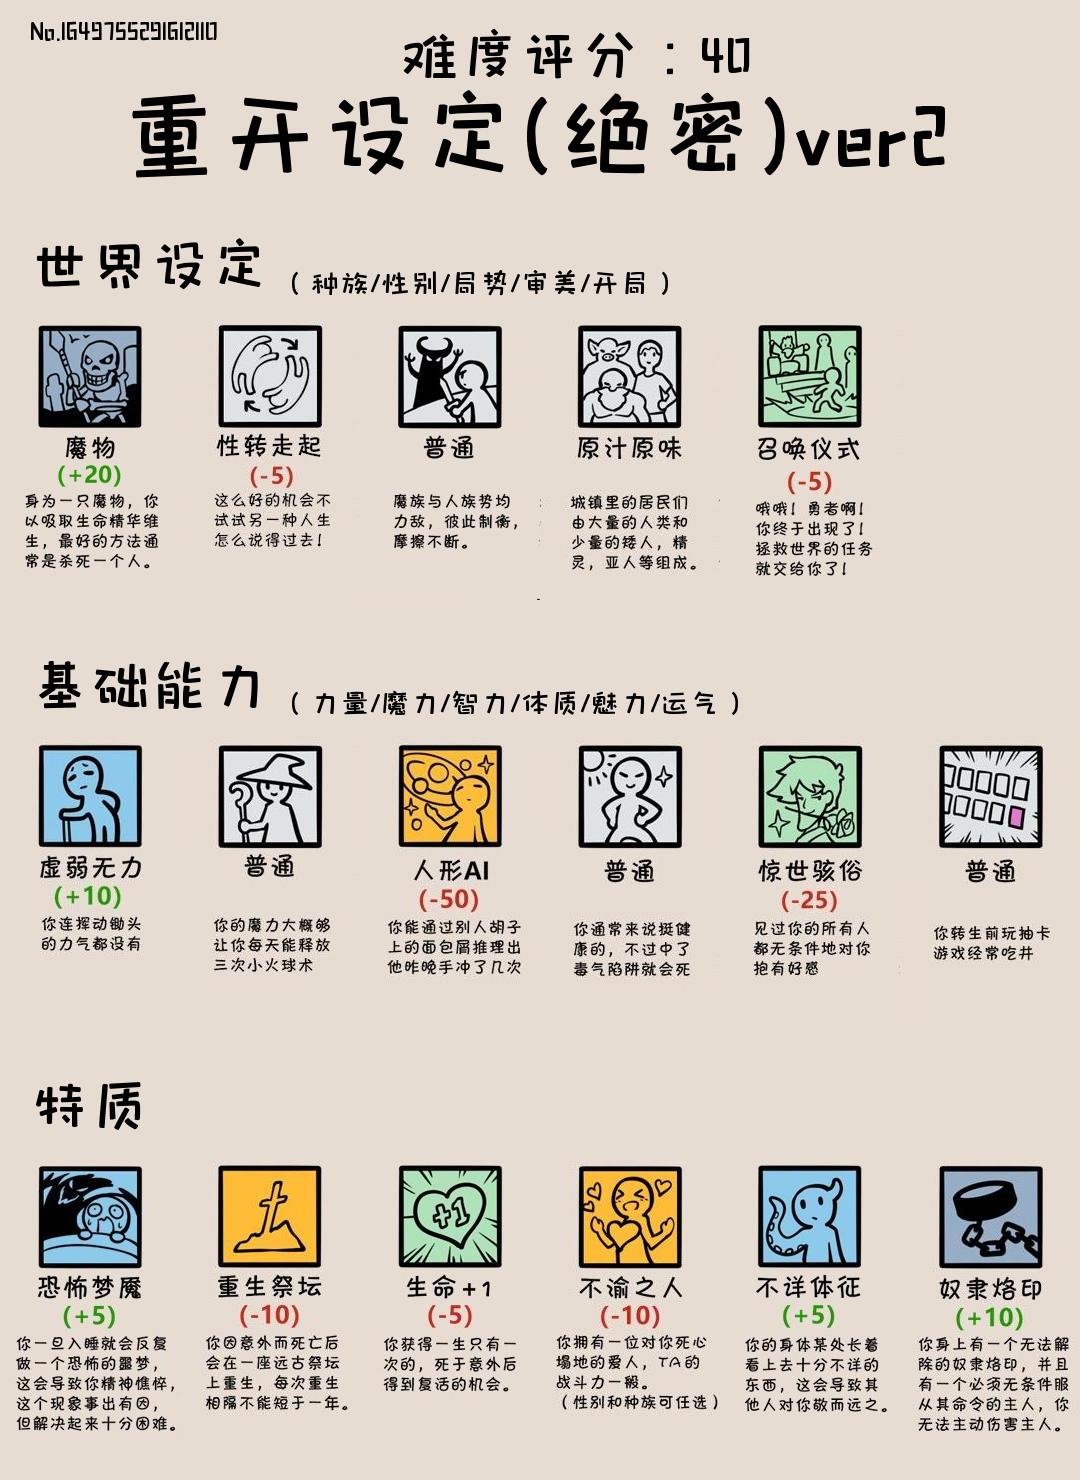 No.1649755291612110
难度评分：40
重开设定(绝密)ver2
世界设定（种族/性别/局势/审美/开局）
魔物
(+20)
身为一只魔物，你
以吸取生命精华维
生，最好的方法通
常是杀死一个人。
性转走起
(-5)
这么好的机会不
试试另一种人生
怎么说得过去！
普通
魔族与人族势均
力敌，彼此制衡，
摩擦不断。
原汁原味
城镇里的居民们
由大量的人类和
少量的矮人，精
灵，亚人等组成。
召唤仪式
(-5)
哦哦！勇者啊！
你终于出现了！
拯救世界的任务
就交给你了！
基础能力（力量/魔力/智力/体质/魅力/运气）
虚弱无力
(+10)
你连挥动锄头
的力气都没有
普通
你的魔力大概够
让你每天能释放
三次小火球术
人形AI
(-50)
你能通过别人胡子
上的面包屑推理出
他昨晚手冲了几次
普通
你通常来说挺健
康的，不过中了
毒气陷阱就会死
惊世骇俗
(-25)
见过你的所有人
都无条件地对你
抱有好感
普通
你转生前玩抽卡
游戏经常吃井
特质
恐怖梦魇
(+5)
你一旦入睡就会反复
做一个恐怖的噩梦，
这会导致你精神憔悴，
这个现象事出有因，
但解决起来十分困难。
重生祭坛
(-10)
你因意外而死亡后
会在一座远古祭坛
上重生，每次重生
相隔不能短于一年。
+1
生命+1
(-5)
你获得一生只有一
次的，死于意外后
得到复活的机会。
不渝之人
(-10)
你拥有一位对你死心
塌地的爱人，TA的
战斗力一般。
（性别和种族可任选）
不详体征
(+5)
你的身体某处长着
看上去十分不详的
东西，这会导致其
他人对你敬而远之。
奴隶烙印
(+10)
你身上有一个无法解
除的奴隶烙印，并且
有一个必须无条件服
从其命令的主人，你
无法主动伤害主人。